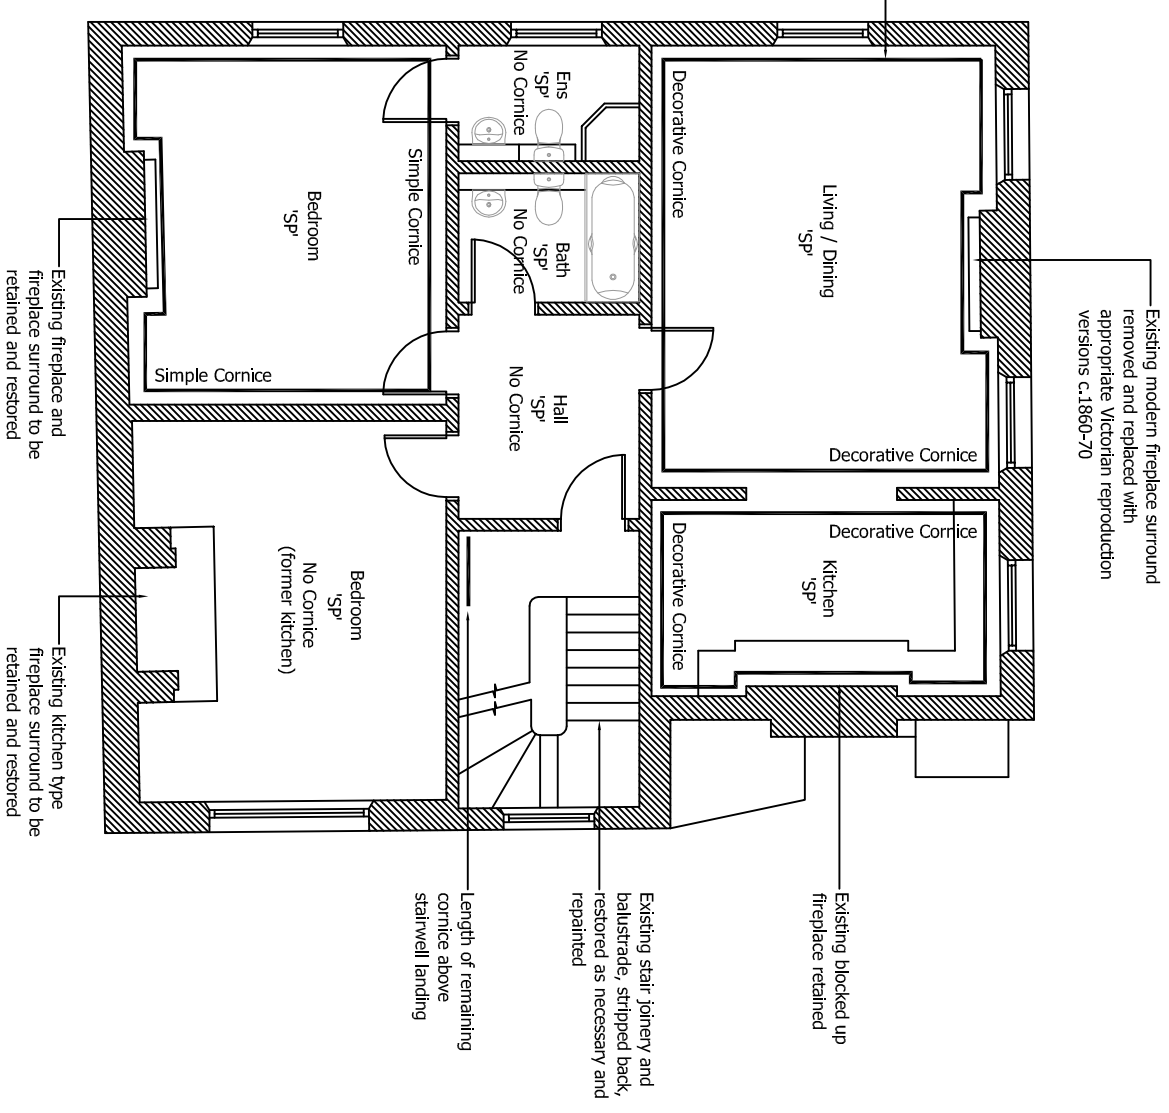 Existing modern fireplace surround
removed and replaced with
appropriate Victorian reproduction
versions c.1860-70
Decorative Cornice
Living / Dining
'SP'
Decorative Cornice
Decorative Cornice
Kitchen
'SP'
Decorative Cornice
Existing blocked up
fireplace retained
Ens
'SP'
No Cornice
Bath
'SP'
No Cornice
Hall
'SP'
No Cornice
Existing stair joinery and
balustrade, stripped back,
restored as necessary and
repainted
Length of remaining
cornice above
stairwell landing
Simple Cornice
Bedroom
'SP'
Simple Cornice
Bedroom
'SP'
No Cornice
(former kitchen)
Existing fireplace and
fireplace surround to be
retained and restored
Existing kitchen type
fireplace surround to be
retained and restored